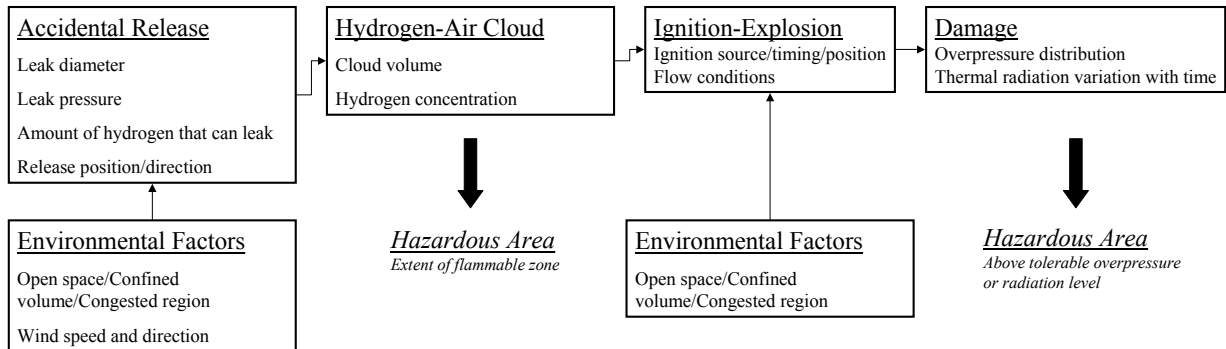 Accidental Release
Leak diameter
Leak pressure
Amount of hydrogen that can leak
Release position/direction
Hydrogen-Air Cloud
Cloud volume
Hydrogen concentration
Ignition-Explosion
Ignition source/timing/position
Flow conditions
Damage
Overpressure distribution
Thermal radiation variation with time
Environmental Factors
Open space/Confined
volume/Congested region
Wind speed and direction
Hazardous Area
Extent of flammable zone
Environmental Factors
Open space/Confined
volume/Congested region
Hazardous Area
Above tolerable overpressure
or radiation level